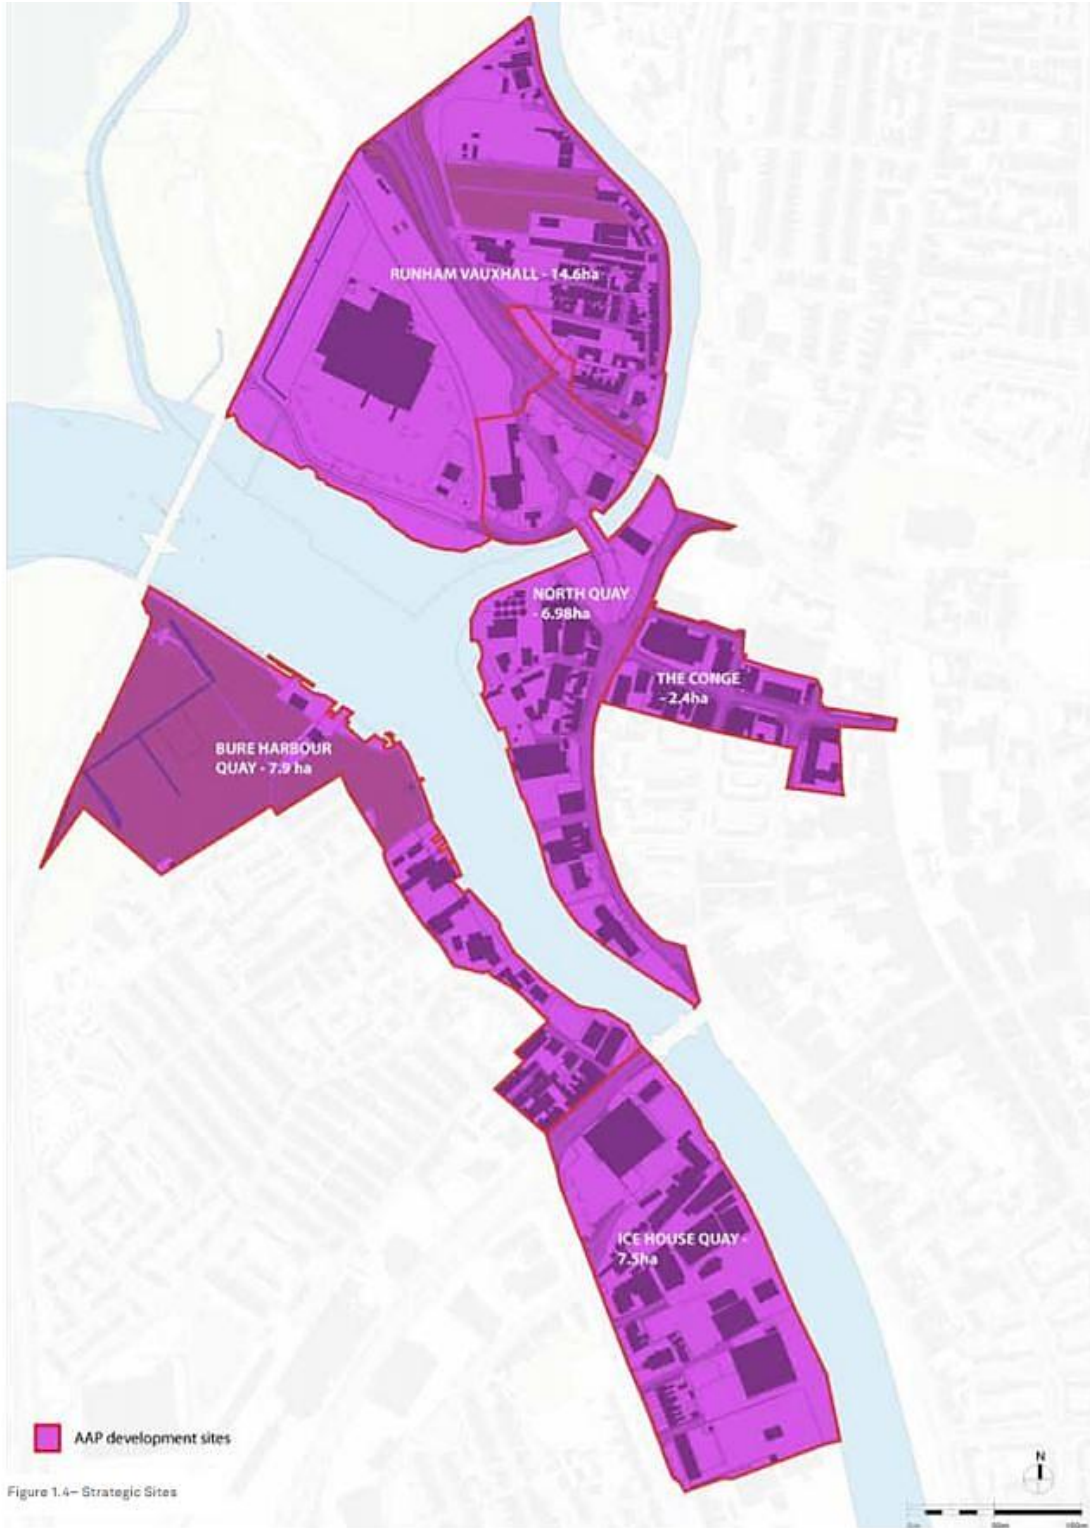 RUNHAM VAUXHALL - 14.6ha
NORTH QUAY
- 6.98ha
THE CONGE
- 2.4ha
BURE HARBOUR
QUAY - 7.9 ha
ICE HOUSE QUAY -
7.5ha
AAP development sites
N
Figure 1.4– Strategic Sites